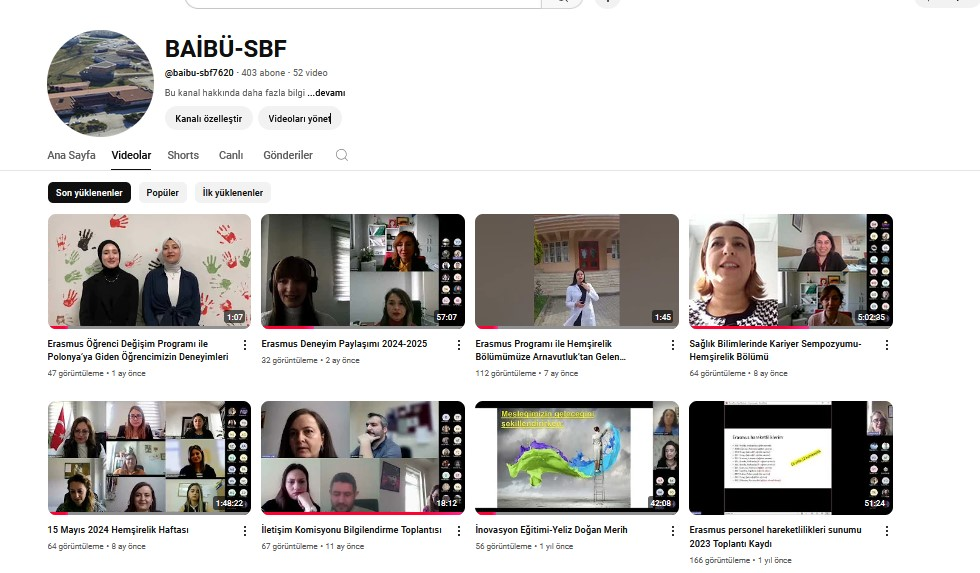 BAİBÜ-SBF
@baibu-sbf7620 · 403 abone · 52 video
Bu kanal hakkında daha fazla bilgi ...devamı
Kanalı özelleştir
Videoları yönet
Ana Sayfa
Videolar
Shorts
Canlı
Gönderiler
Son yüklenenler
Popüler
İlk yüklenenler
1:07
57:07
1:45
5:02:35
Erasmus Öğrenci Değişim Programı ile
Polonya'ya Giden Öğrencimizin Deneyimleri
47 görüntüleme • 1 ay önce
Erasmus Deneyim Paylaşımı 2024-2025
32 görüntüleme • 2 ay önce
Erasmus Programı ile Hemşirelik
Bölümümüze Arnavutluk'tan Gelen...
112 görüntüleme • 7 ay önce
Sağlık Bilimlerinde Kariyer Sempozyumu-
Hemşirelik Bölümü
64 görüntüleme • 8 ay önce
1:48:22
18:12
Mesleğimizin geleceğini
şekillendirelim
42:08
Erasmus hareketlilikleri
51:24
15 Mayıs 2024 Hemşirelik Haftası
64 görüntüleme • 8 ay önce
İletişim Komisyonu Bilgilendirme Toplantısı
67 görüntüleme • 11 ay önce
İnovasyon Eğitimi-Yeliz Doğan Merih
56 görüntüleme • 1 yıl önce
Erasmus personel hareketlilikleri sunumu
2023 Toplantı Kaydı
166 görüntüleme • 1 yıl önce